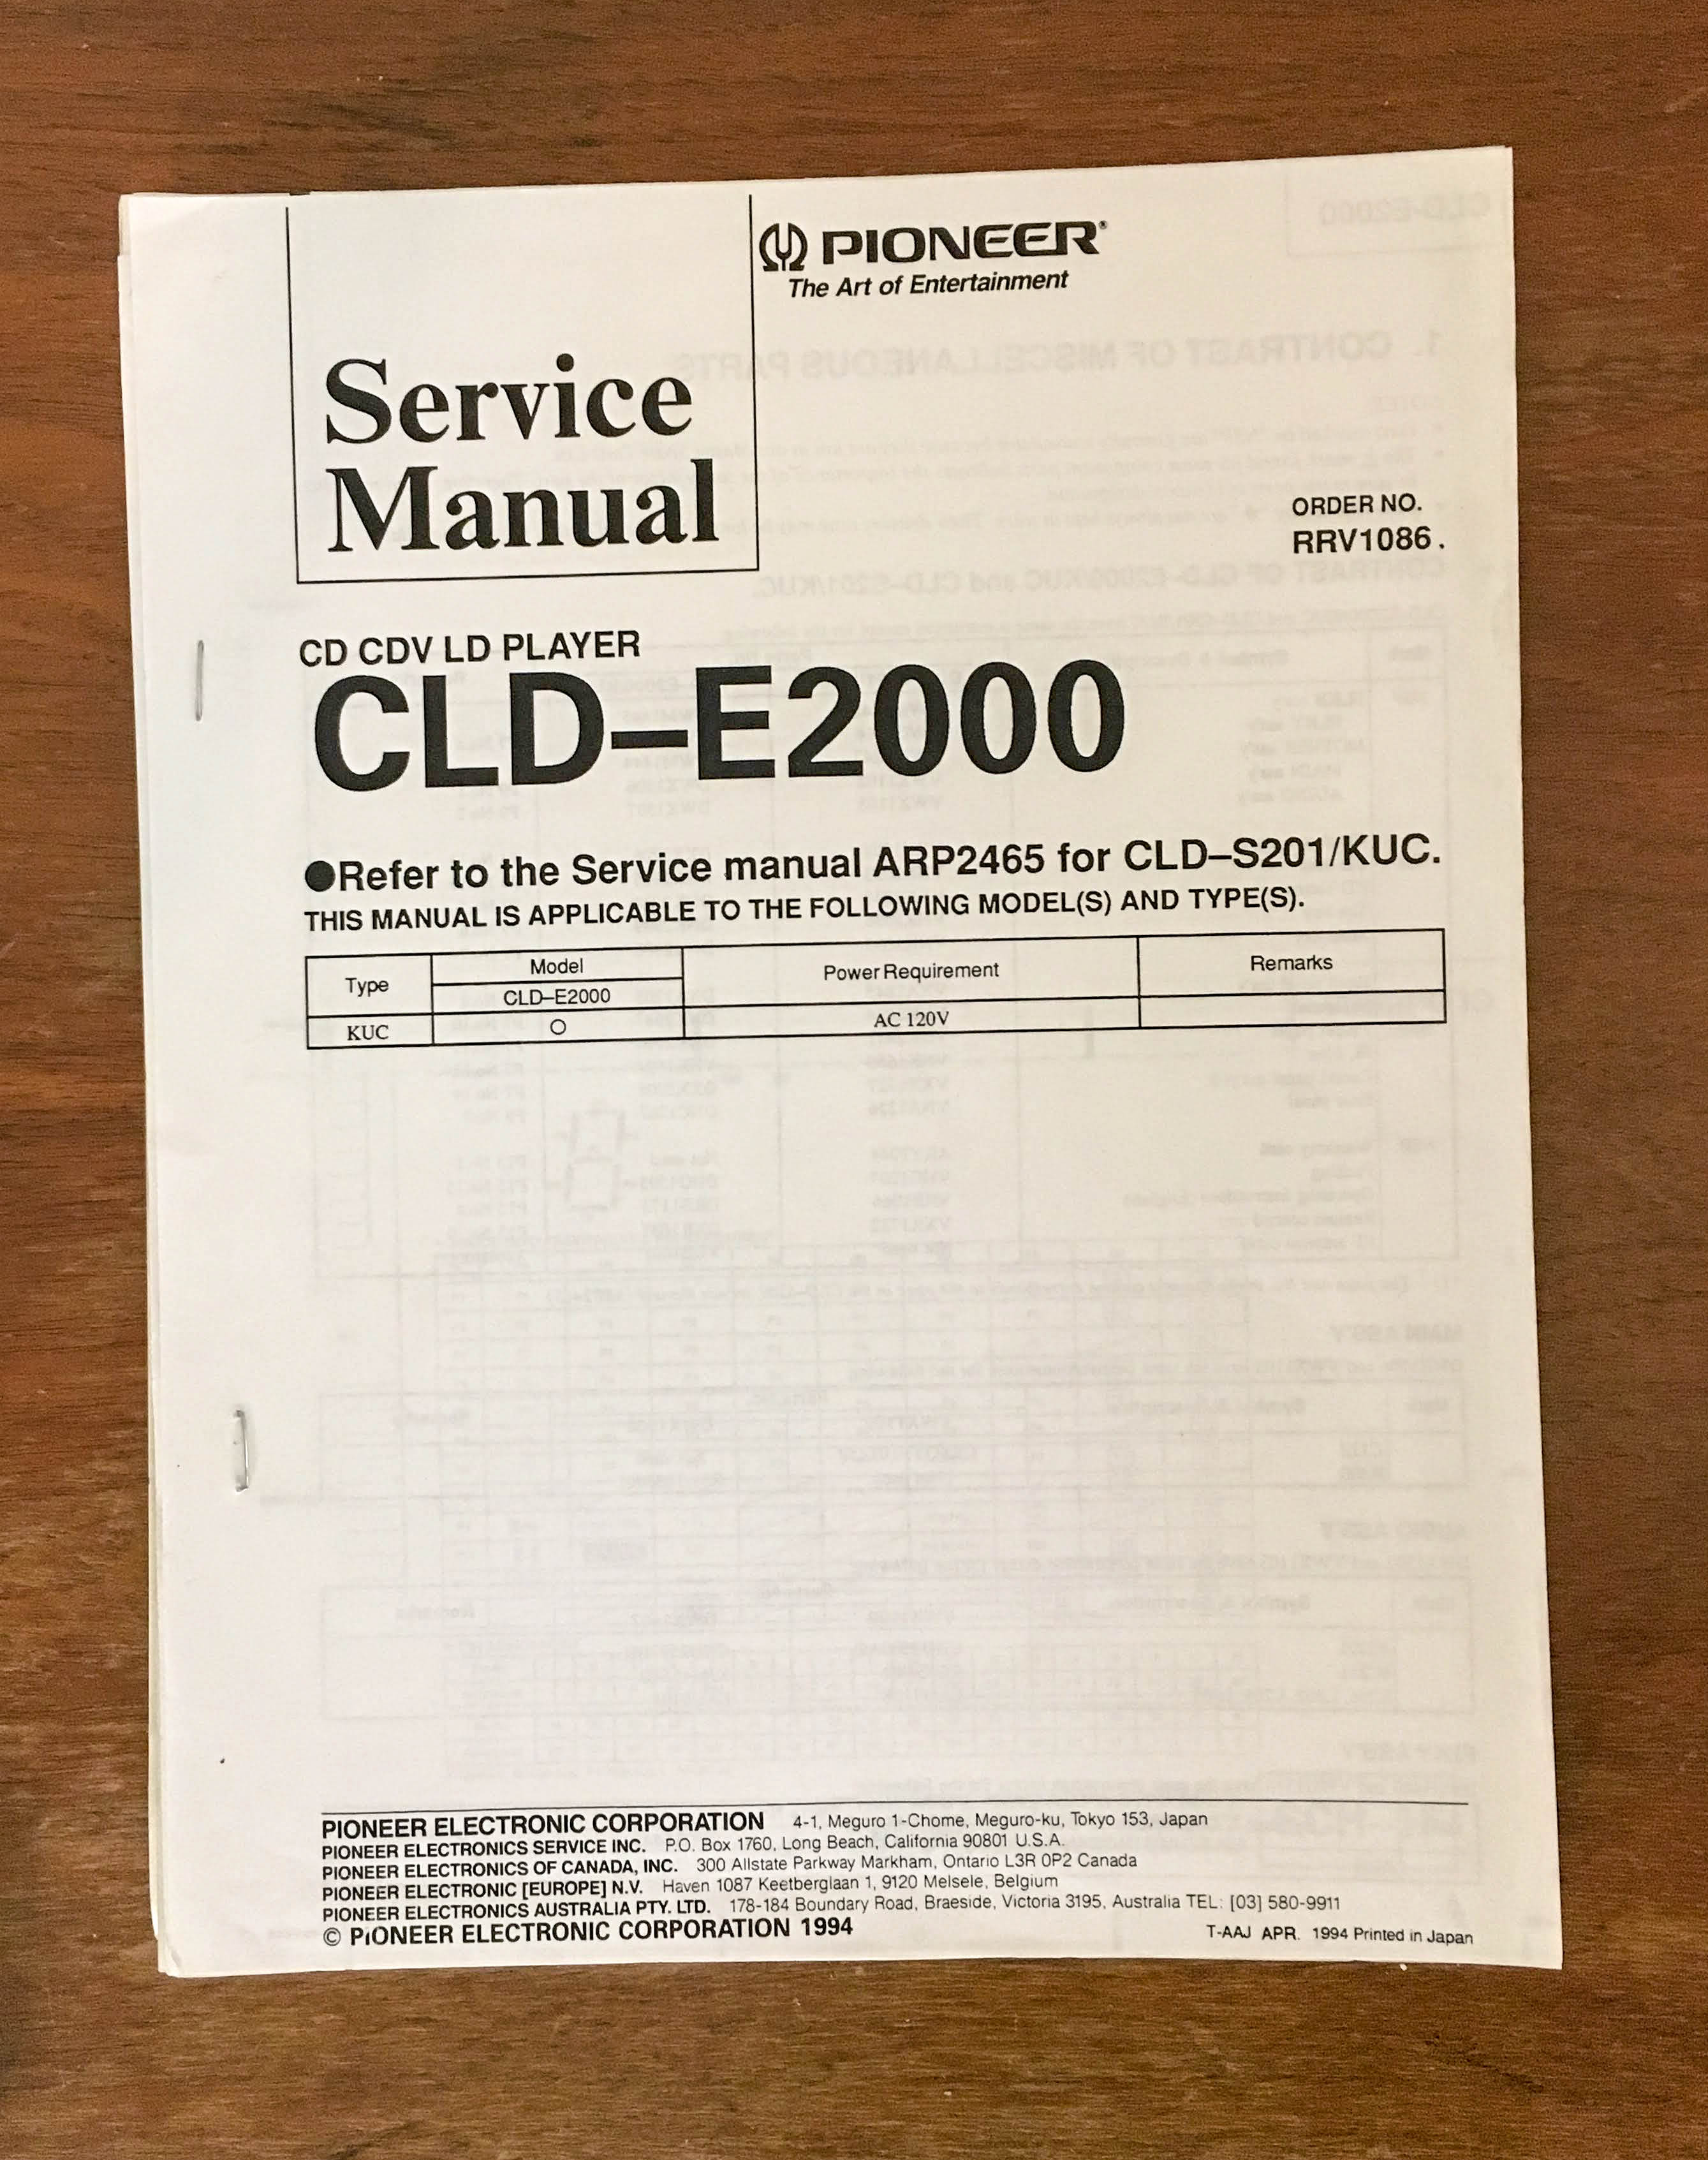 PIONEER®
The Art of Entertainment
Service
Manual
ORDER NO.
RRV1086.
CD CDV LD PLAYER
CLD–E2000
●Refer to the Service manual ARP2465 for CLD–S201/KUC.
THIS MANUAL IS APPLICABLE TO THE FOLLOWING MODEL(S) AND TYPE(S).
Type Model Power Requirement Remarks
CLD–E2000
KUC ○ AC 120V
PIONEER ELECTRONIC CORPORATION 4-1, Meguro 1-Chome, Meguro-ku, Tokyo 153, Japan
PIONEER ELECTRONICS SERVICE INC. P.O. Box 1760, Long Beach, California 90801 U.S.A.
PIONEER ELECTRONICS OF CANADA, INC. 300 Allstate Parkway Markham, Ontario L3R 0P2 Canada
PIONEER ELECTRONIC [EUROPE] N.V. Haven 1087 Keetberglaan 1, 9120 Melsele, Belgium
PIONEER ELECTRONICS AUSTRALIA PTY. LTD. 178-184 Boundary Road, Braeside, Victoria 3195, Australia TEL: [03] 580-9911
© PIONEER ELECTRONIC CORPORATION 1994
T-AAJ APR. 1994 Printed in Japan